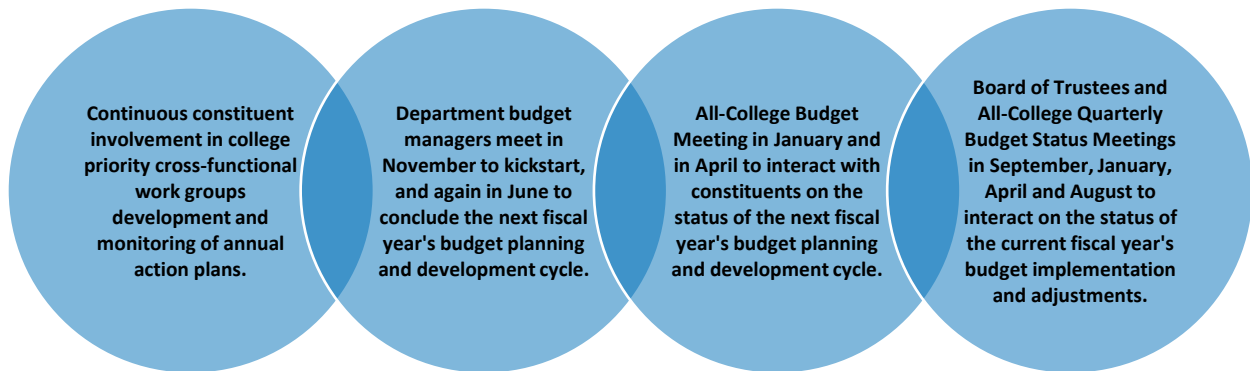 Continuous constituent
involvement in college
priority cross-functional
work groups
development and
monitoring of annual
action plans.
Department budget
managers meet in
November to kickstart,
and again in June to
conclude the next fiscal
year's budget planning
and development cycle.
All-College Budget
Meeting in January and
in April to interact with
constituents on the
status of the next fiscal
year's budget planning
and development cycle.
Board of Trustees and
All-College Quarterly
Budget Status Meetings
in September, January,
April and August to
interact on the status of
the current fiscal year's
budget implementation
and adjustments.